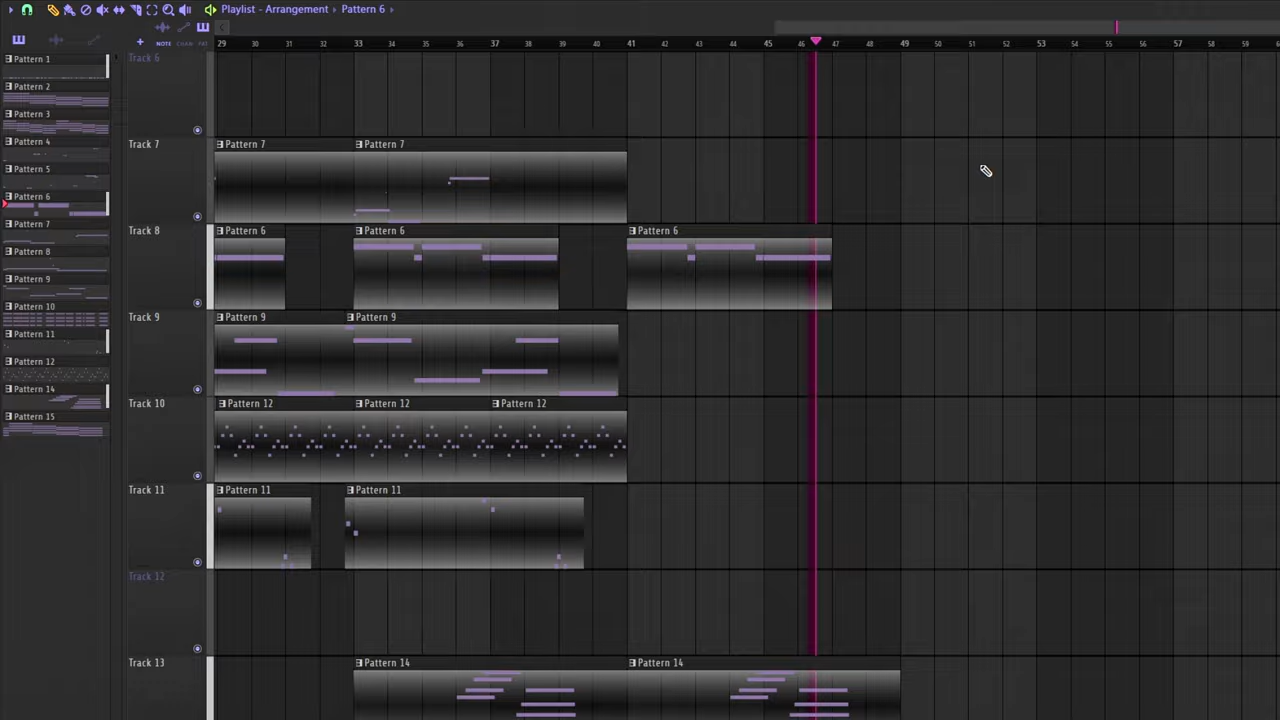 Playlist - Arrangement › Pattern 6 ›
NOTE CHAN PAT
29 30 31 32 33 34 35 36 37 38 39 40 41 42 43 44 45 46 47 48 49 50 51 52 53 54 55 56 57 58 59
Pattern 1
Pattern 2
Pattern 3
Pattern 4
Pattern 5
Pattern 6
Pattern 7
Pattern 8
Pattern 9
Pattern 10
Pattern 11
Pattern 12
Pattern 14
Pattern 15
Track 6
Track 7
Pattern 7 Pattern 7
Track 8
Pattern 6 Pattern 6 Pattern 6
Track 9
Pattern 9 Pattern 9
Track 10
Pattern 12 Pattern 12 Pattern 12
Track 11
Pattern 11 Pattern 11
Track 12
Track 13
Pattern 14 Pattern 14